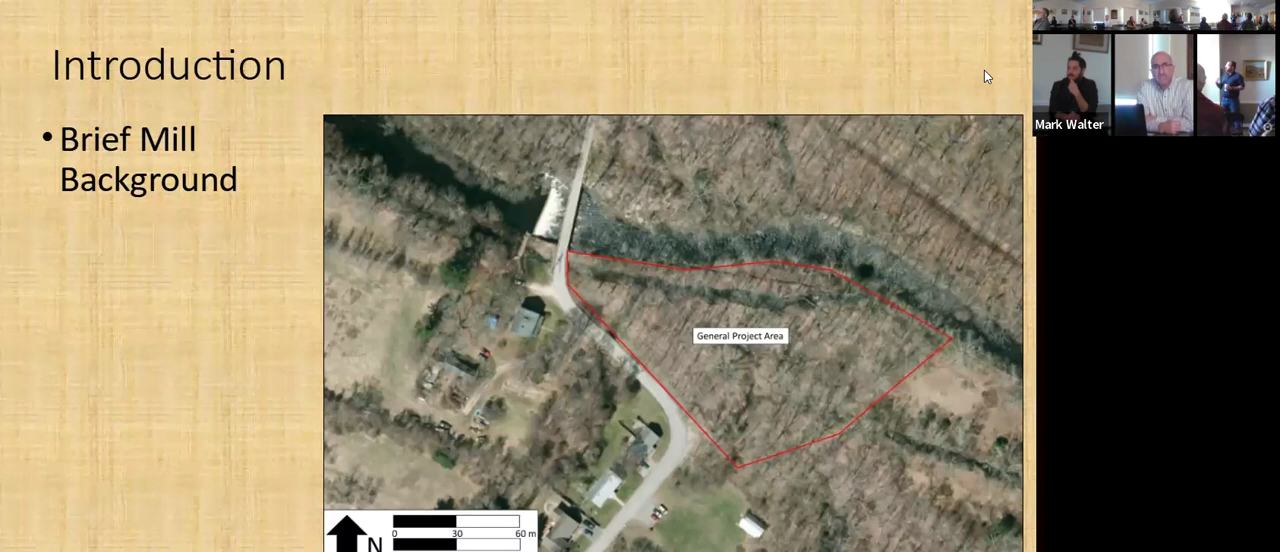 Introduction
• Brief Mill
Background
General Project Area
Mark Walter
0 30 60 m
N